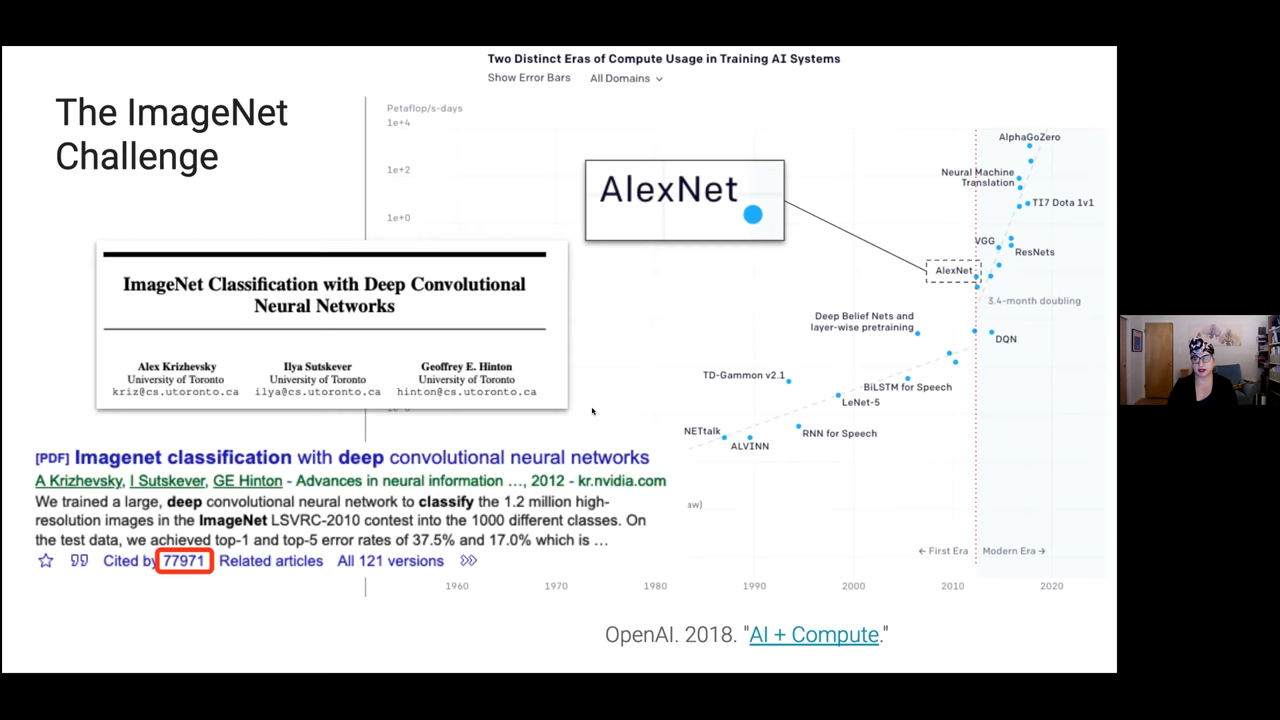 The ImageNet
Challenge
Two Distinct Eras of Compute Usage in Training AI Systems
Show Error Bars
All Domains
Petaflop/s-days
1e+4
1e+2
1e+0
AlexNet
AlphaGoZero
Neural Machine
Translation
TI7 Dota 1v1
VGG
ResNets
AlexNet
3.4-month doubling
Deep Belief Nets and
layer-wise pretraining
DQN
TD-Gammon v2.1
BiLSTM for Speech
LeNet-5
NETtalk
RNN for Speech
ALVINN
ImageNet Classification with Deep Convolutional
Neural Networks
Alex Krizhevsky
University of Toronto
kriz@cs.utoronto.ca
Ilya Sutskever
University of Toronto
ilya@cs.utoronto.ca
Geoffrey E. Hinton
University of Toronto
hinton@cs.utoronto.ca
[PDF] Imagenet classification with deep convolutional neural networks
A Krizhevsky, I Sutskever, GE Hinton - Advances in neural information …, 2012 - kr.nvidia.com
We trained a large, deep convolutional neural network to classify the 1.2 million high-
resolution images in the ImageNet LSVRC-2010 contest into the 1000 different classes. On
the test data, we achieved top-1 and top-5 error rates of 37.5% and 17.0% which is …
Cited by 77971 Related articles All 121 versions
aw)
← First Era
Modern Era →
1960 1970 1980 1990 2000 2010 2020
OpenAI. 2018. "AI + Compute."